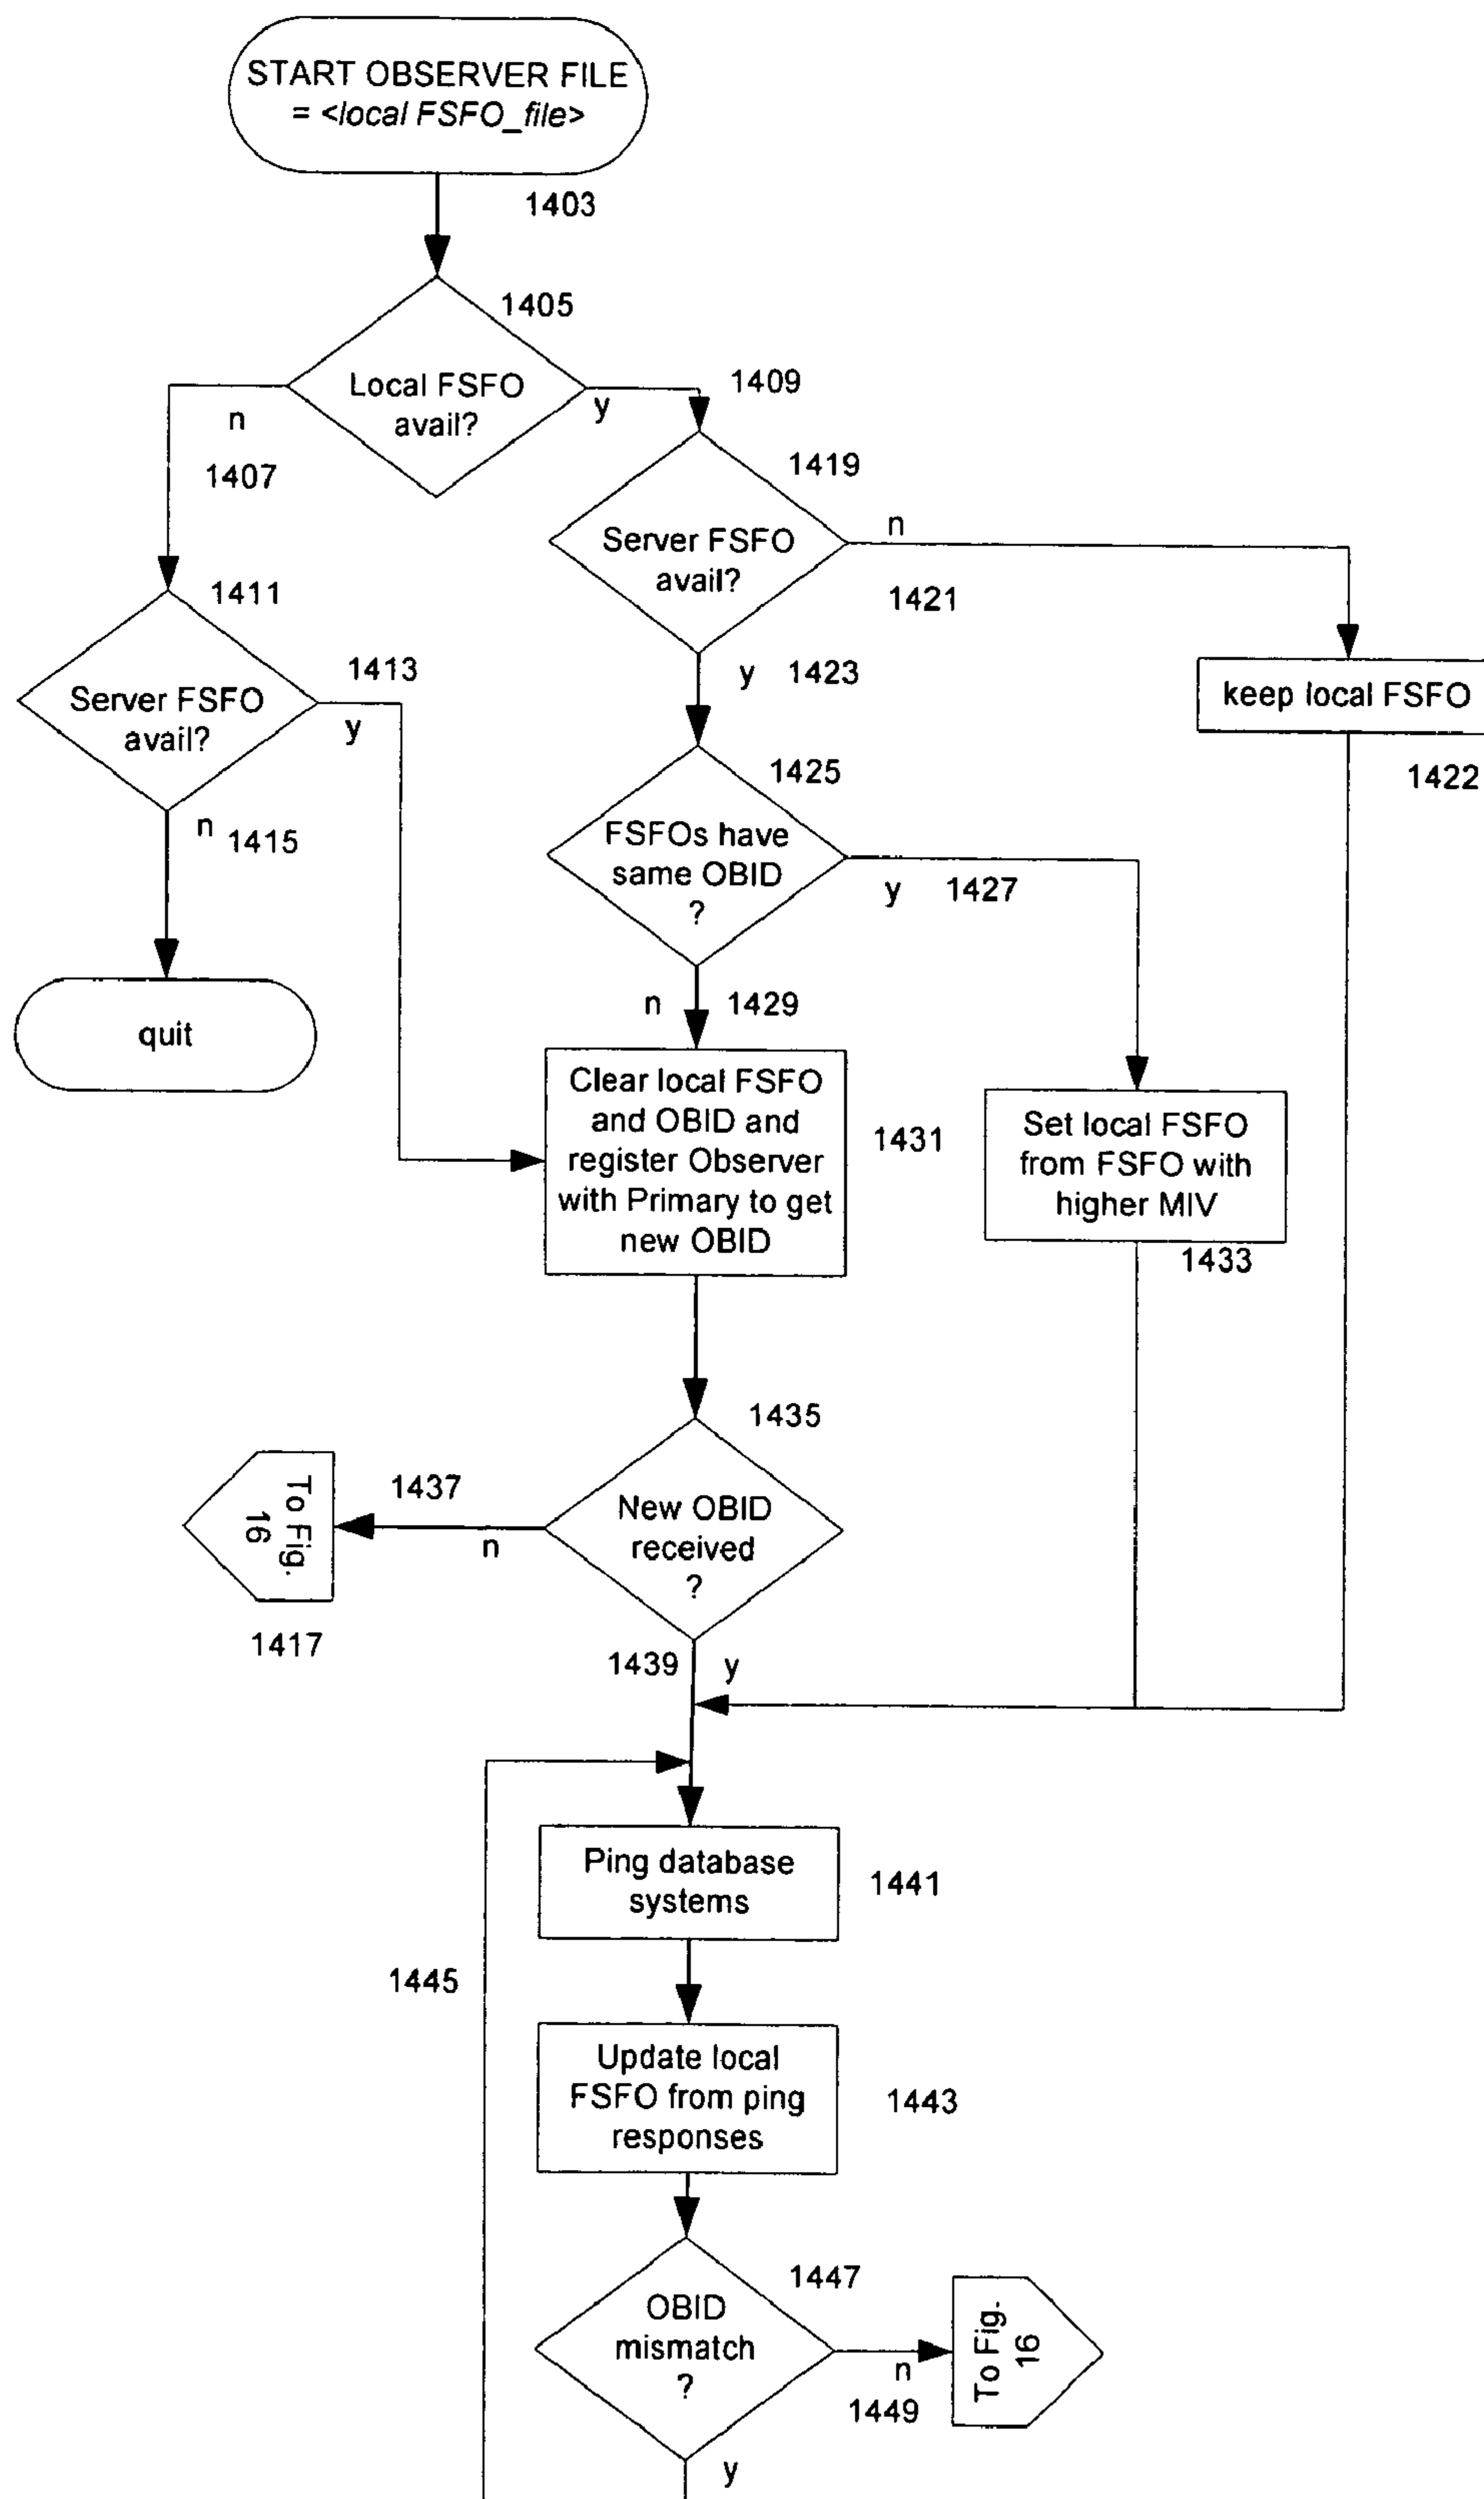 START OBSERVER FILE
= <local FSFO_file>
1403
1405
Local FSFO
avail?
n
y
1407
1409
1419
Server FSFO
avail?
n
1421
1411
1413
Server FSFO
avail?
y
y 1423
keep local FSFO
1422
n 1415
1425
FSFOs have
same OBID
?
y 1427
quit
n 1429
Clear local FSFO
and OBID and
register Observer
with Primary to get
new OBID
1431
Set local FSFO
from FSFO with
higher MIV
1433
1435
New OBID
received
?
1437
n
To Fig.
16
1417
1439 y
Ping database
systems
1441
1445
Update local
FSFO from ping
responses
1443
1447
OBID
mismatch
?
n
1449
To Fig.
16
y